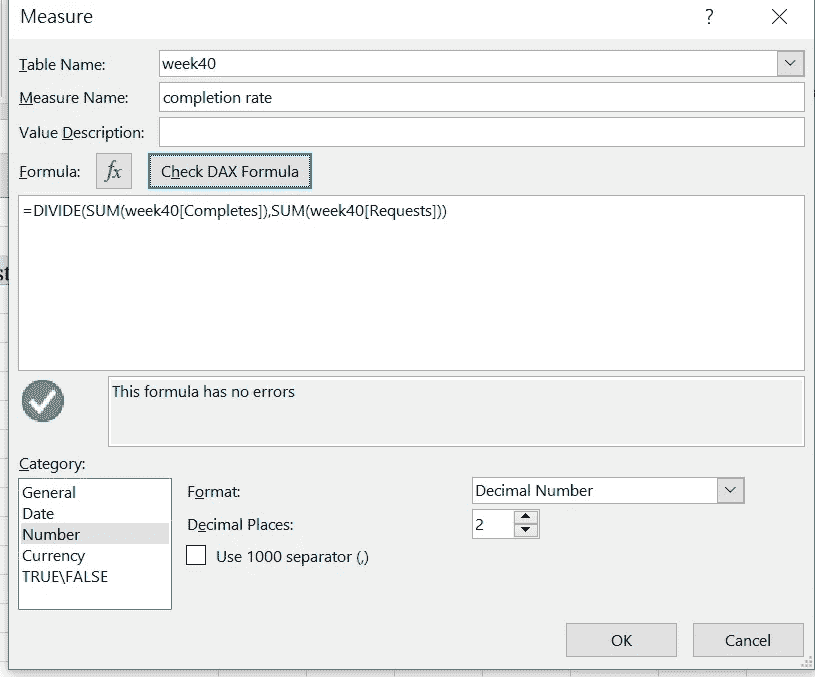 Measure ?
Table Name: week40
Measure Name: completion rate
Value Description:
Formula: fx Check DAX Formula
=DIVIDE(SUM(week40[Completes]),SUM(week40[Requests]))
This formula has no errors
Category:
General
Date
Number
Currency
TRUE\FALSE
Format: Decimal Number
Decimal Places: 2
Use 1000 separator (,)
OK Cancel